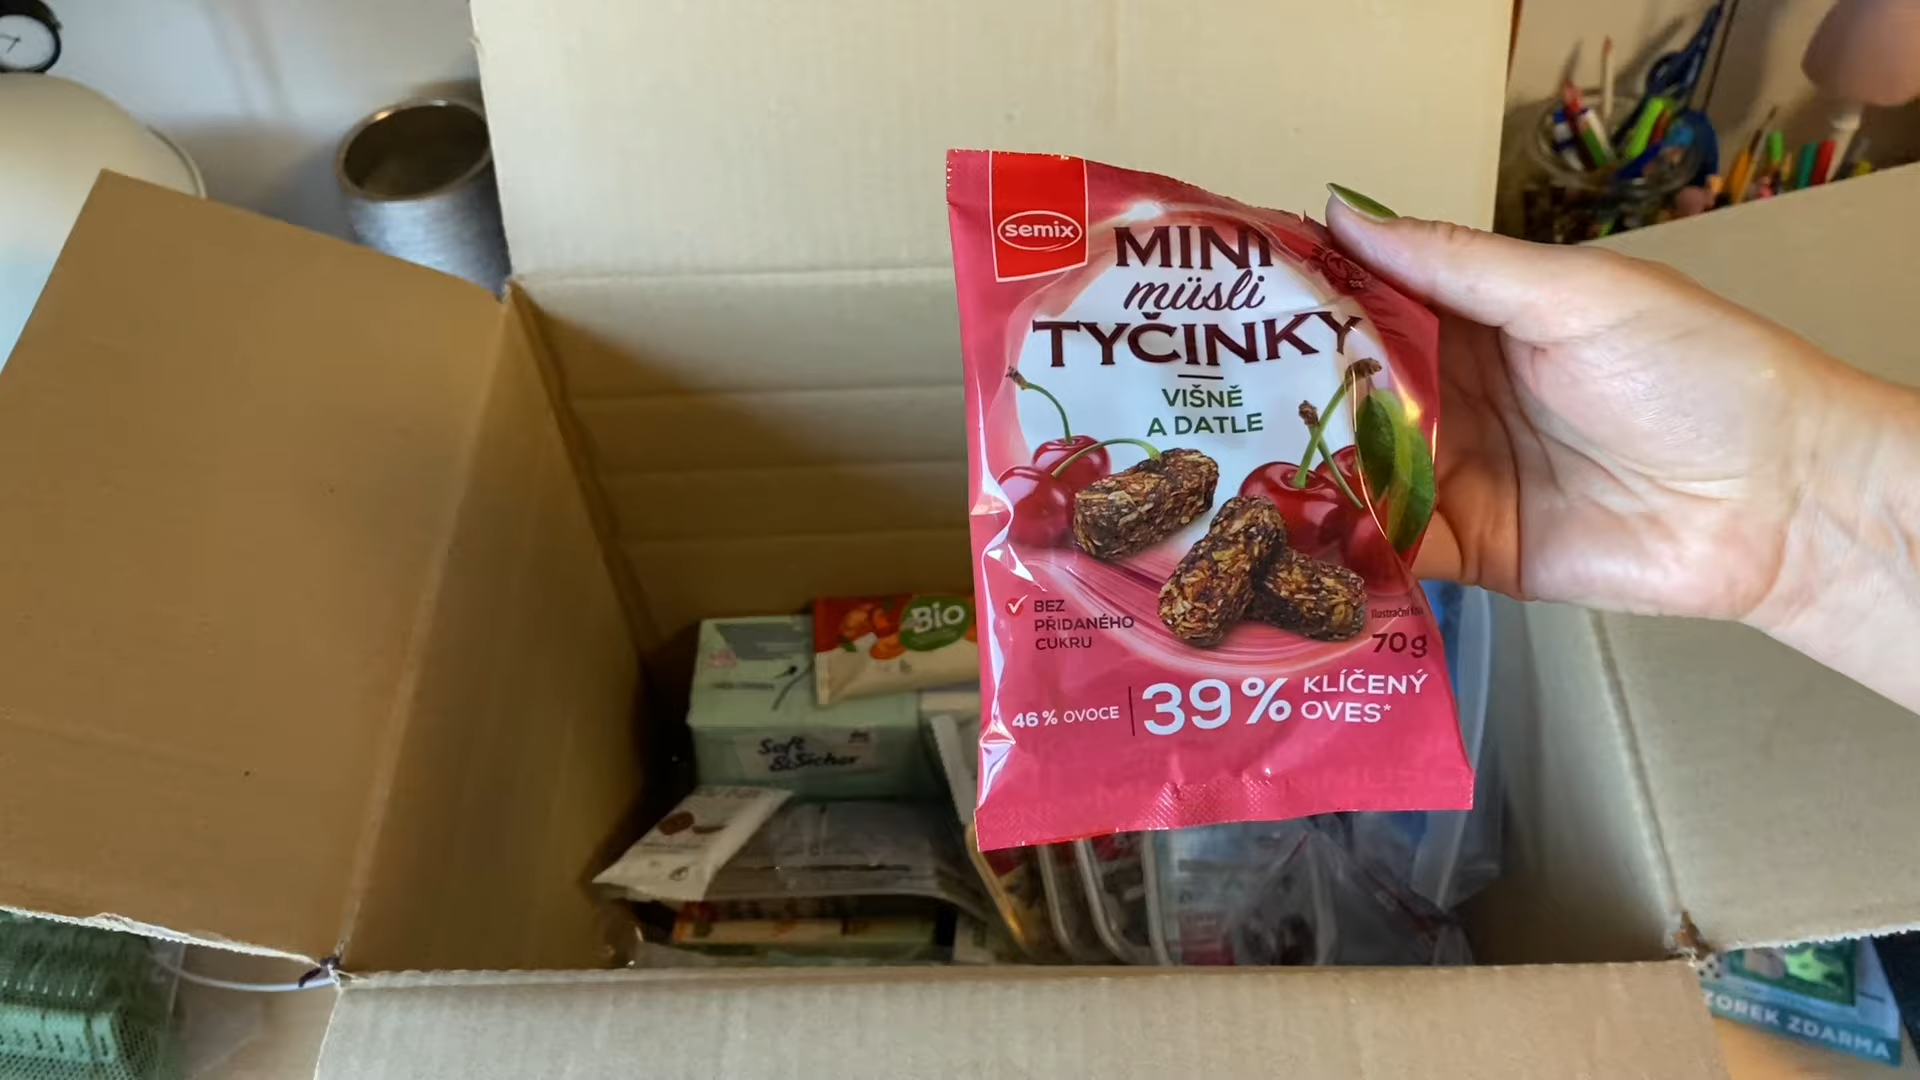 semix
MINI
müsli
TYČINKY
VIŠNĚ
A DATLE
BEZ
PŘIDANÉHO
CUKRU
70g
46% OVOCE
39%
KLÍČENÝ
OVES*
Bio
Soft
&Sicher
ZOREK ZDARMA